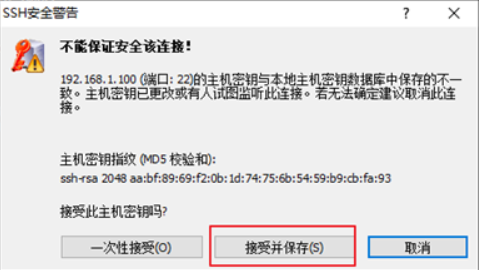 SSH安全警告
不能保证安全该连接!
192.168.1.100 (端口: 22)的主机密钥与本地主机密钥数据库中保存的不一
致。主机密钥已更改或有人试图监听此连接。若无法确定建议取消此连
接。
主机密钥指纹 (MD5 校验和):
ssh-rsa 2048 aa:bf:89:69:f2:0b:1d:74:75:6b:54:59:b9:cb:fa:93
接受此主机密钥吗?
一次性接受(O) 接受并保存(S) 取消